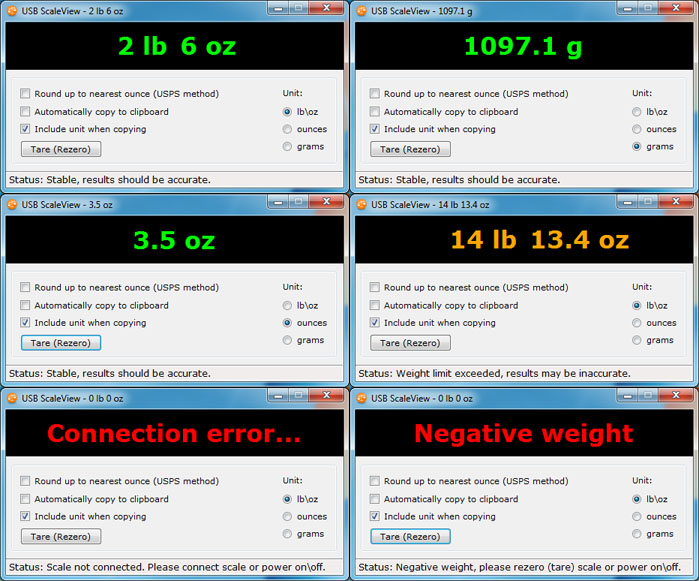 USB ScaleView - 2 lb 6 oz
2 lb 6 oz
Round up to nearest ounce (USPS method)
Unit:
Automatically copy to clipboard
lb\oz
Include unit when copying
ounces
Tare (Rezero)
grams
Status: Stable, results should be accurate.
USB ScaleView - 1097.1 g
1097.1 g
Round up to nearest ounce (USPS method)
Unit:
Automatically copy to clipboard
lb\oz
Include unit when copying
ounces
Tare (Rezero)
grams
Status: Stable, results should be accurate.
USB ScaleView - 3.5 oz
3.5 oz
Round up to nearest ounce (USPS method)
Unit:
Automatically copy to clipboard
lb\oz
Include unit when copying
ounces
Tare (Rezero)
grams
Status: Stable, results should be accurate.
USB ScaleView - 14 lb 13.4 oz
14 lb 13.4 oz
Round up to nearest ounce (USPS method)
Unit:
Automatically copy to clipboard
lb\oz
Include unit when copying
ounces
Tare (Rezero)
grams
Status: Weight limit exceeded, results may be inaccurate.
USB ScaleView - 0 lb 0 oz
Connection error...
Round up to nearest ounce (USPS method)
Unit:
Automatically copy to clipboard
lb\oz
Include unit when copying
ounces
Tare (Rezero)
grams
Status: Scale not connected. Please connect scale or power on\off.
USB ScaleView - 0 lb 0 oz
Negative weight
Round up to nearest ounce (USPS method)
Unit:
Automatically copy to clipboard
lb\oz
Include unit when copying
ounces
Tare (Rezero)
grams
Status: Negative weight, please rezero (tare) scale or power on\off.